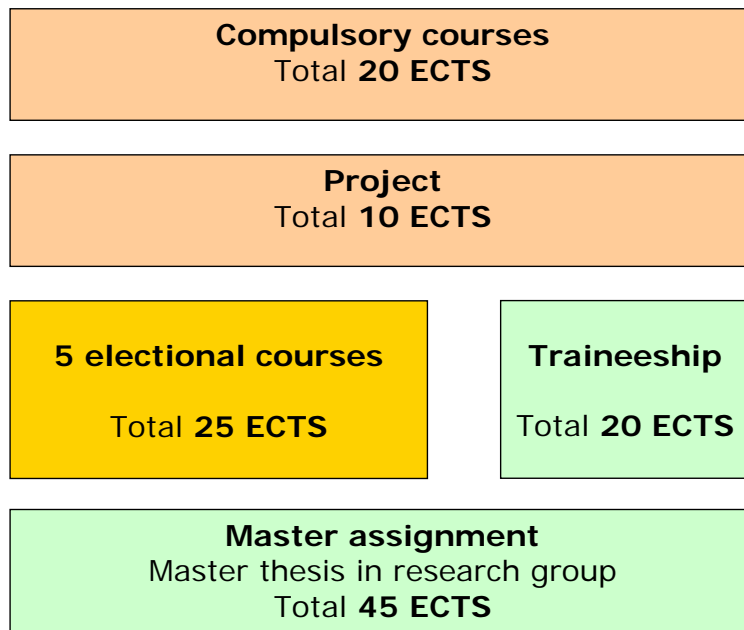 Compulsory courses
Total 20 ECTS
Project
Total 10 ECTS
5 electional courses
Total 25 ECTS
Traineeship
Total 20 ECTS
Master assignment
Master thesis in research group
Total 45 ECTS